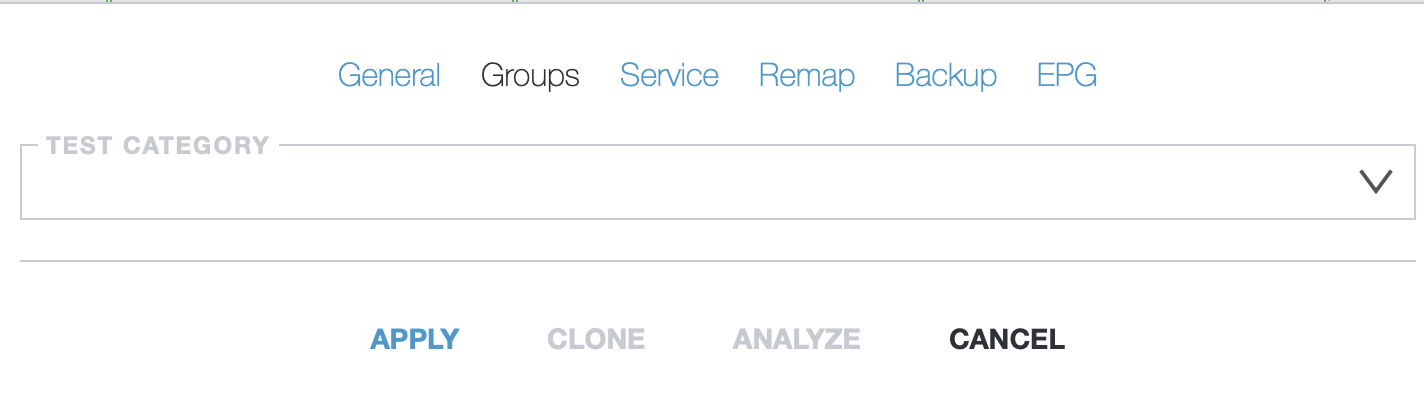 General Groups Service Remap Backup EPG
TEST CATEGORY
APPLY CLONE ANALYZE CANCEL